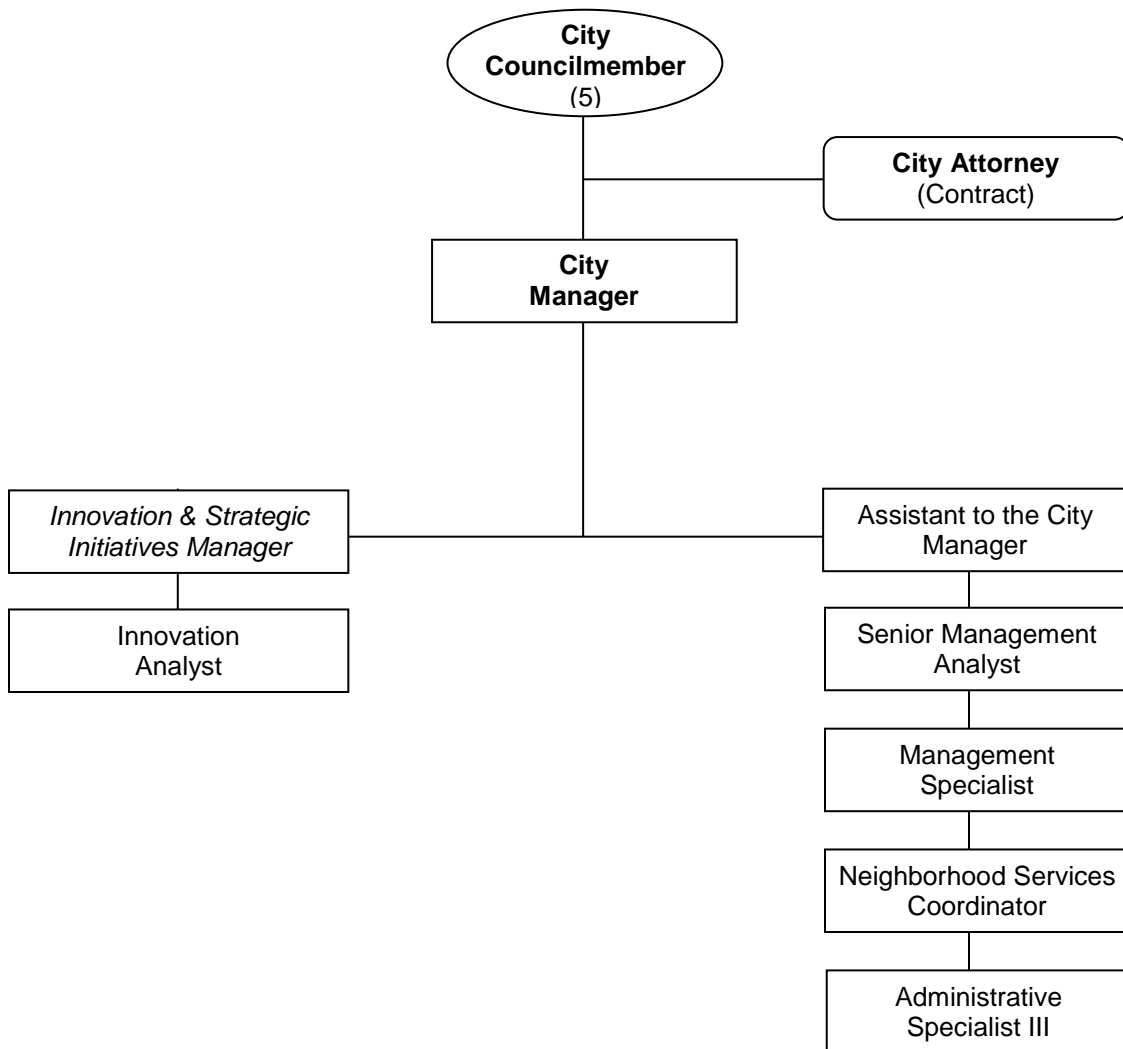 City
Councilmember
(5)
City Attorney
(Contract)
City
Manager
Innovation & Strategic
Initiatives Manager
Assistant to the City
Manager
Innovation
Analyst
Senior Management
Analyst
Management
Specialist
Neighborhood Services
Coordinator
Administrative
Specialist III